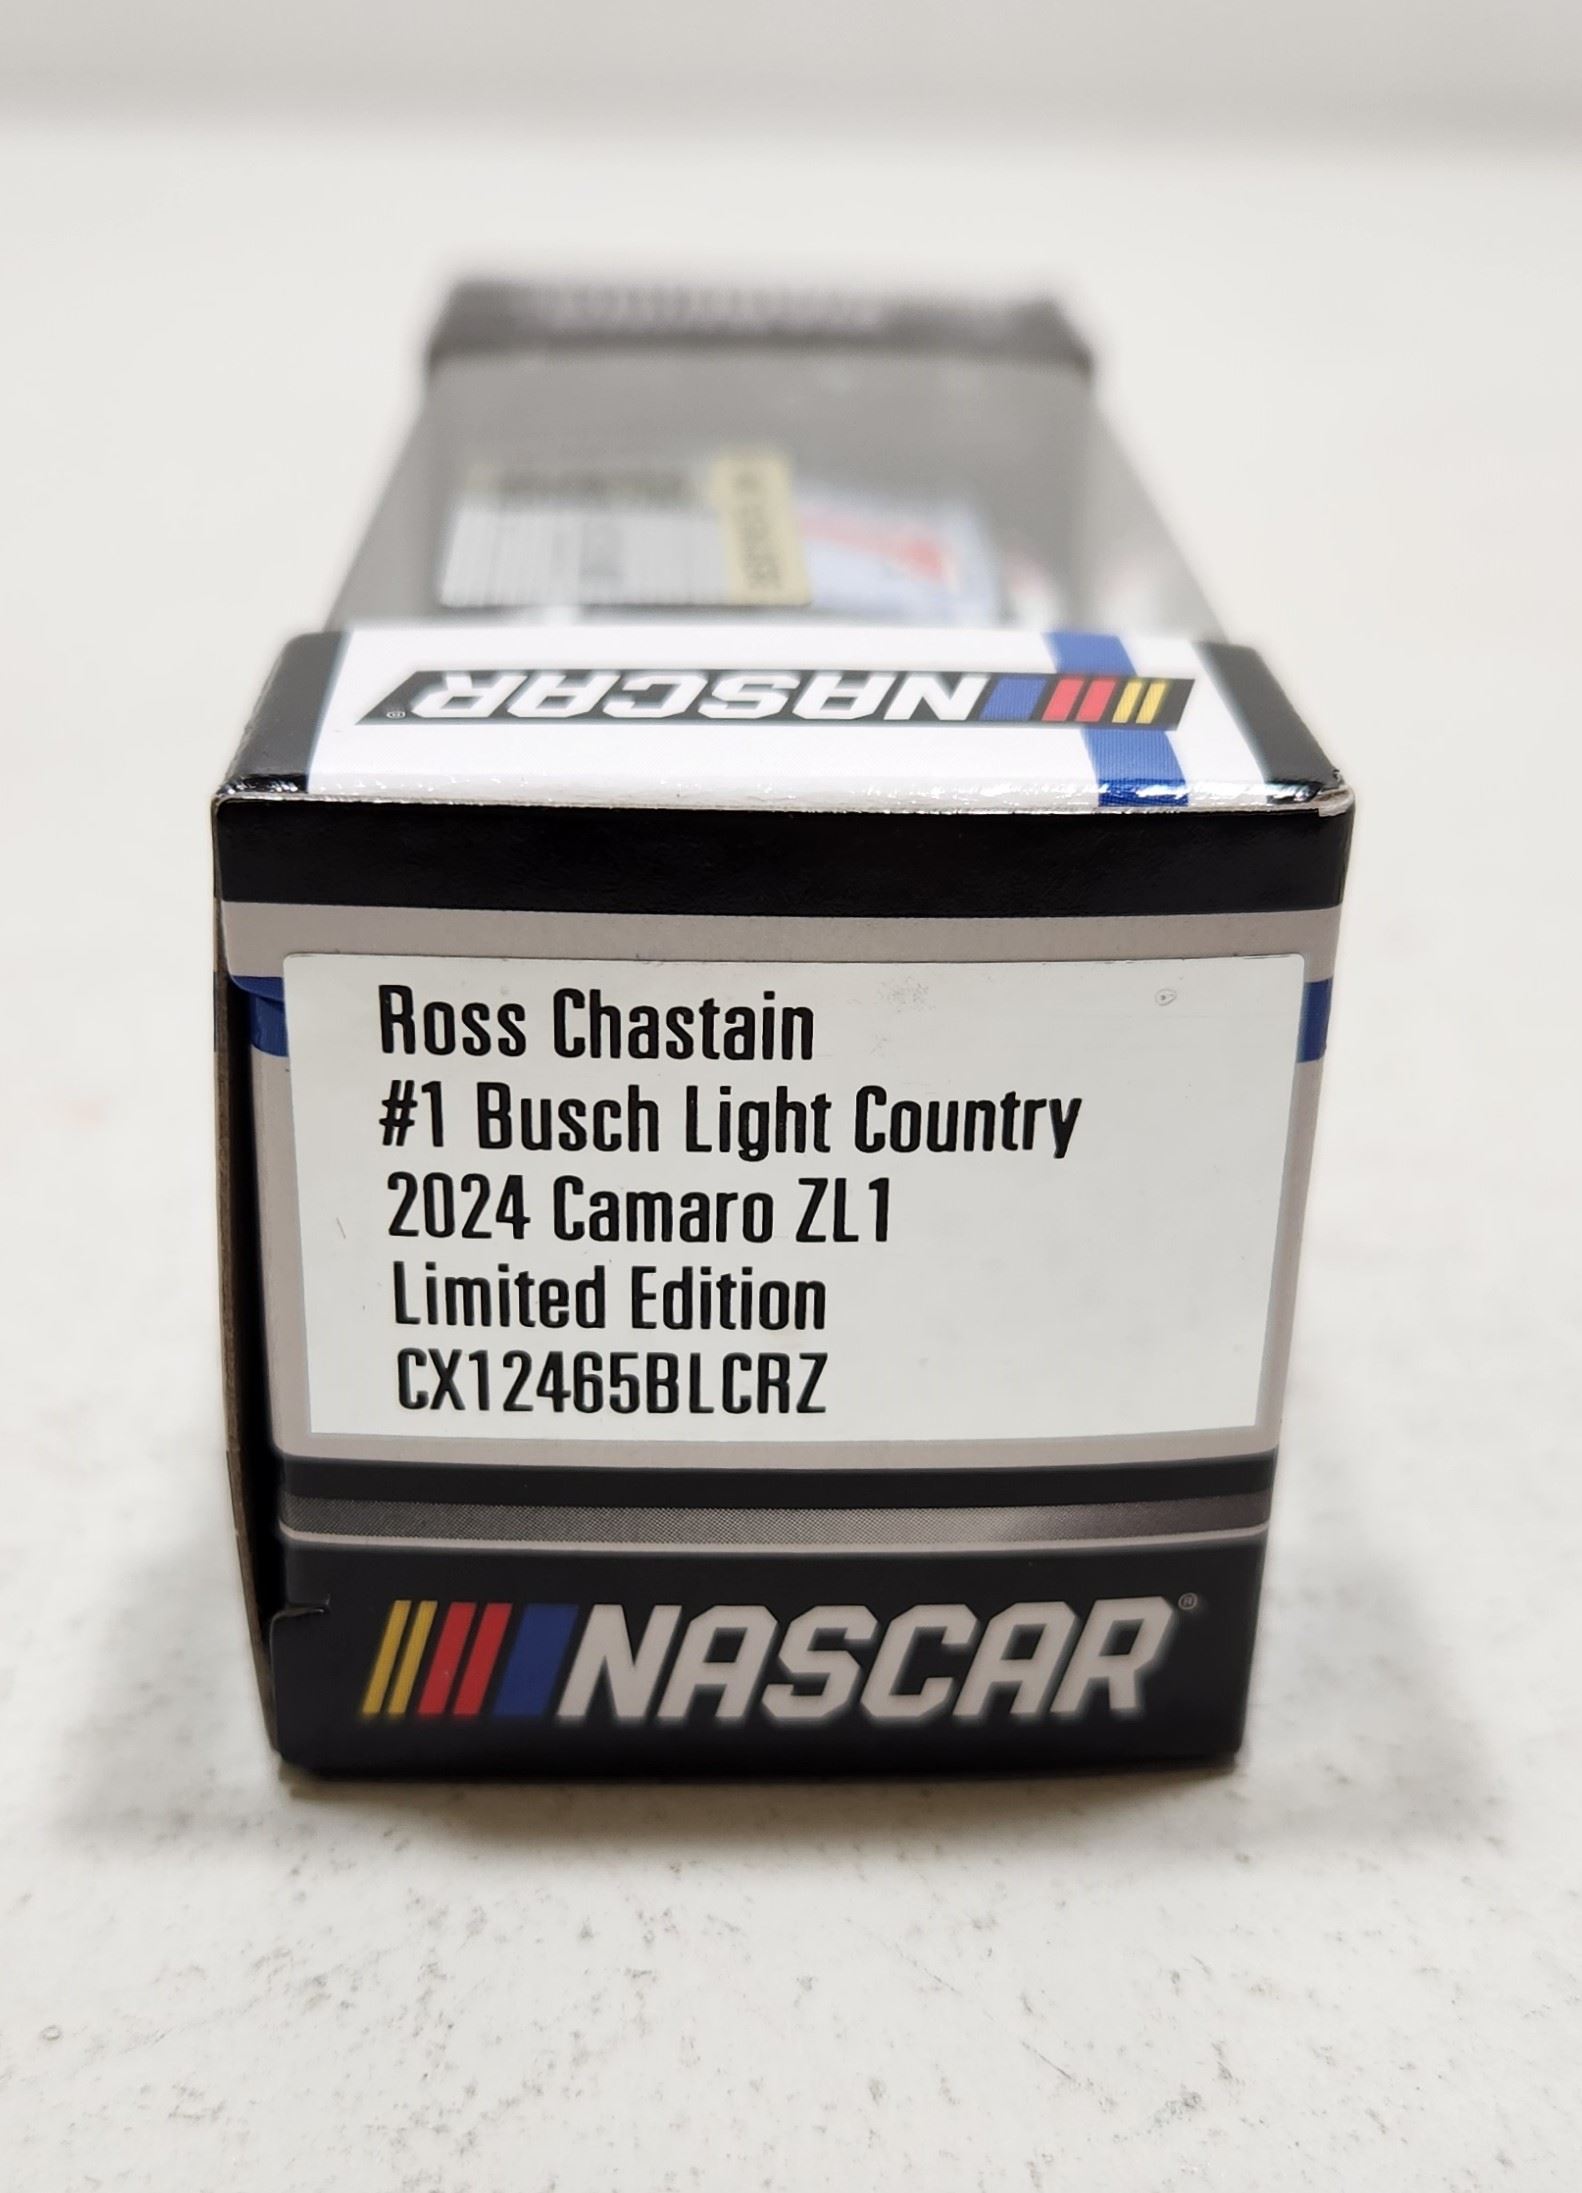 NASCAR
Ross Chastain
#1 Busch Light Country
2024 Camaro ZL1
Limited Edition
CX12465BLCRZ
NASCAR®